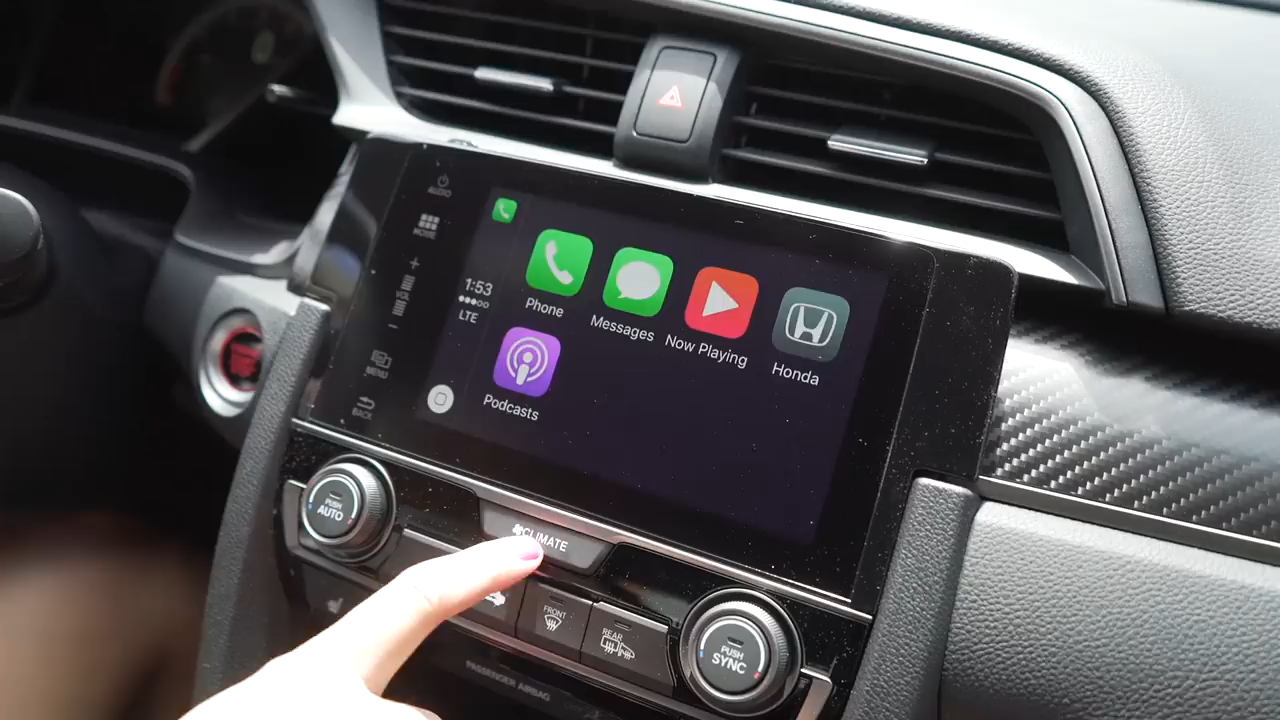 AUDIO
HOME
VOL
MENU
BACK
1:53
LTE
Phone
Messages
Now Playing
Honda
Podcasts
PUSH
AUTO
CLIMATE
FRONT
REAR
PUSH
SYNC
PASSENGER AIRBAG